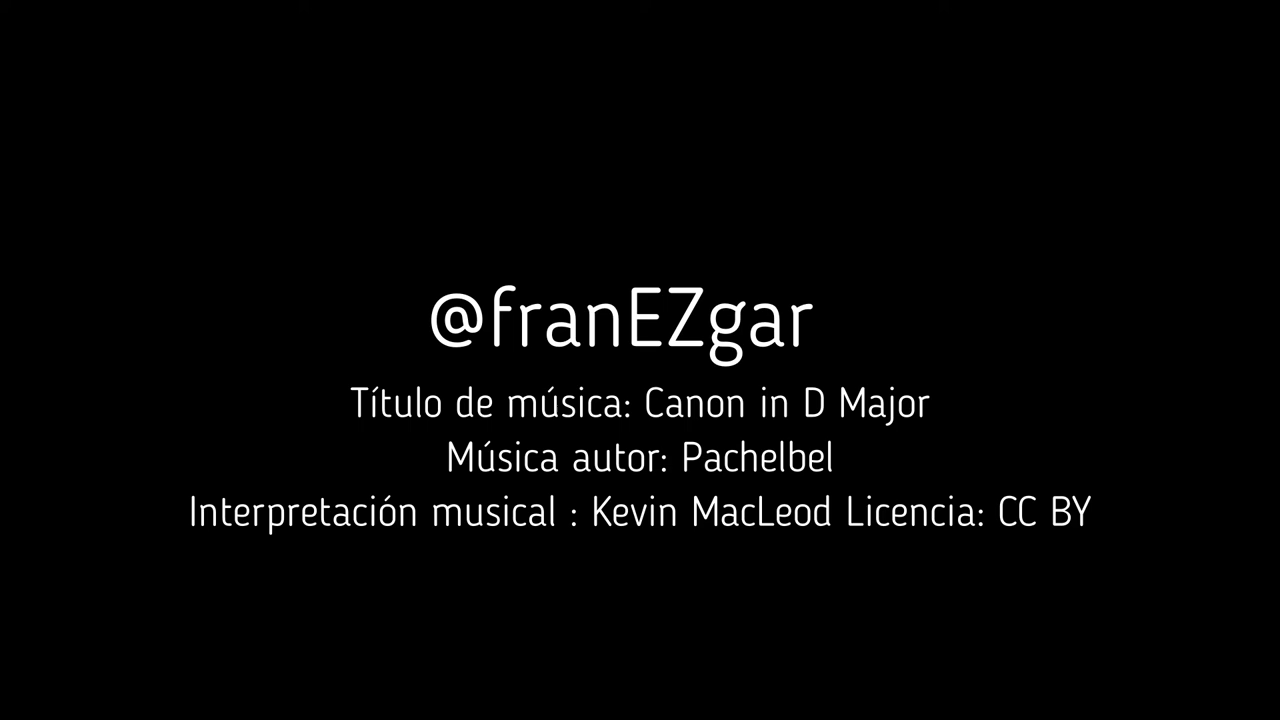 @franEZgar
Título de música: Canon in D Major
Música autor: Pachelbel
Interpretación musical : Kevin MacLeod Licencia: CC BY